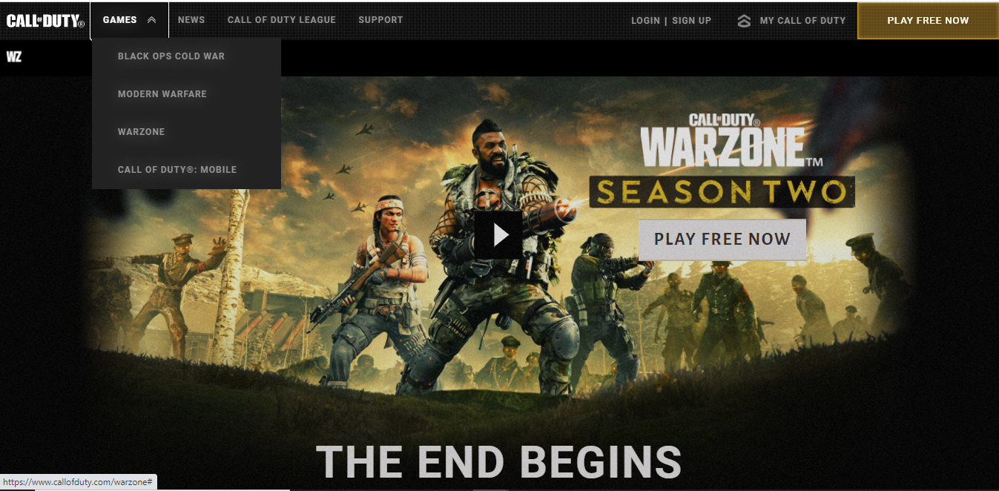 CALL OF DUTY® GAMES NEWS CALL OF DUTY LEAGUE SUPPORT LOGIN | SIGN UP MY CALL OF DUTY PLAY FREE NOW
WZ
BLACK OPS COLD WAR
MODERN WARFARE
WARZONE
CALL OF DUTY®: MOBILE
CALL OF DUTY®
WARZONE™
SEASON TWO
PLAY FREE NOW
THE END BEGINS
https://www.callofduty.com/warzone#